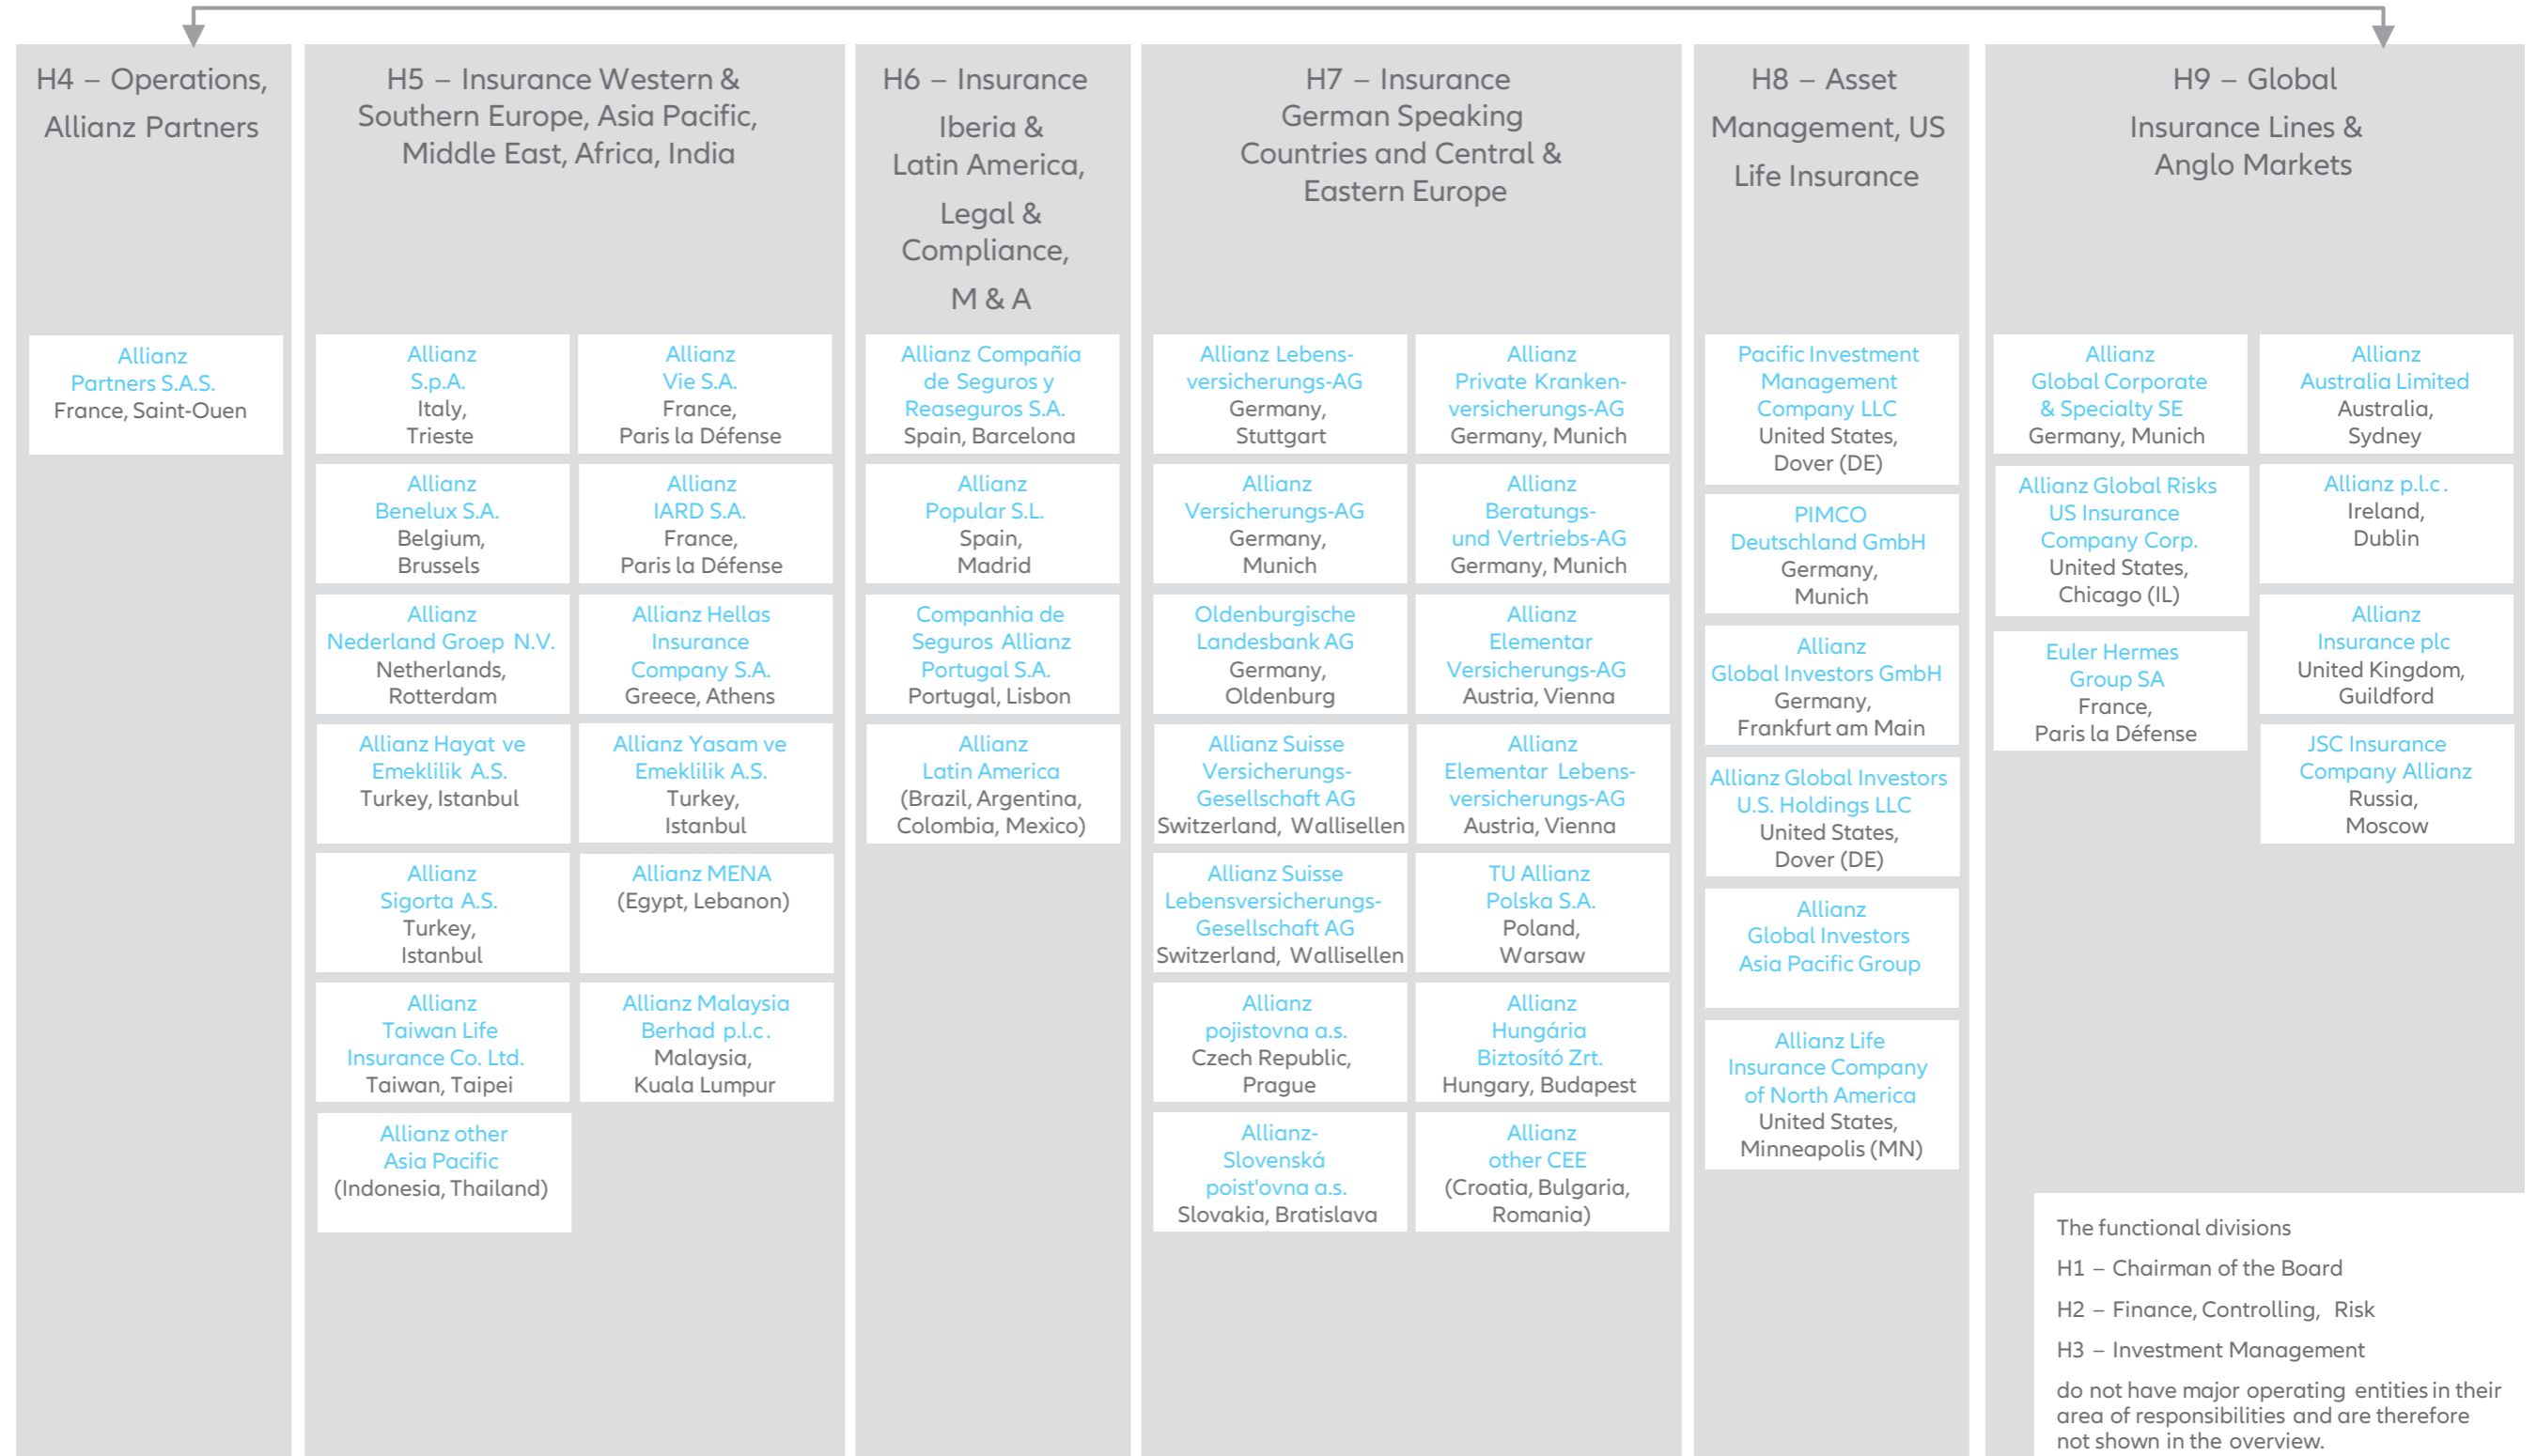 H4 – Operations,
Allianz Partners
Allianz
Partners S.A.S.
France, Saint-Ouen
H5 – Insurance Western &
Southern Europe, Asia Pacific,
Middle East, Africa, India
Allianz
S.p.A.
Italy,
Trieste
Allianz
Vie S.A.
France,
Paris la Défense
Allianz
Benelux S.A.
Belgium,
Brussels
Allianz
IARD S.A.
France,
Paris la Défense
Allianz
Nederland Groep N.V.
Netherlands,
Rotterdam
Allianz Hellas
Insurance
Company S.A.
Greece, Athens
Allianz Hayat ve
Emeklilik A.S.
Turkey, Istanbul
Allianz Yasam ve
Emeklilik A.S.
Turkey,
Istanbul
Allianz
Sigorta A.S.
Turkey,
Istanbul
Allianz MENA
(Egypt, Lebanon)
Allianz
Taiwan Life
Insurance Co. Ltd.
Taiwan, Taipei
Allianz Malaysia
Berhad p.l.c.
Malaysia,
Kuala Lumpur
Allianz other
Asia Pacific
(Indonesia, Thailand)
H6 – Insurance
Iberia &
Latin America,
Legal &
Compliance,
M & A
Allianz Compañía
de Seguros y
Reaseguros S.A.
Spain, Barcelona
Allianz
Popular S.L.
Spain,
Madrid
Companhia de
Seguros Allianz
Portugal S.A.
Portugal, Lisbon
Allianz
Latin America
(Brazil, Argentina,
Colombia, Mexico)
H7 – Insurance
German Speaking
Countries and Central &
Eastern Europe
Allianz Lebens-
versicherungs-AG
Germany,
Stuttgart
Allianz
Private Kranken-
versicherungs-AG
Germany, Munich
Allianz
Versicherungs-AG
Germany,
Munich
Allianz
Beratungs-
und Vertriebs-AG
Germany, Munich
Oldenburgische
Landesbank AG
Germany,
Oldenburg
Allianz
Elementar
Versicherungs-AG
Austria, Vienna
Allianz Suisse
Versicherungs-
Gesellschaft AG
Switzerland, Wallisellen
Allianz
Elementar Lebens-
versicherungs-AG
Austria, Vienna
Allianz Suisse
Lebensversicherungs-
Gesellschaft AG
Switzerland, Wallisellen
TU Allianz
Polska S.A.
Poland,
Warsaw
Allianz
pojistovna a.s.
Czech Republic,
Prague
Allianz
Hungária
Biztosító Zrt.
Hungary, Budapest
Allianz-
Slovenská
poist'ovna a.s.
Slovakia, Bratislava
Allianz
other CEE
(Croatia, Bulgaria,
Romania)
H8 – Asset
Management, US
Life Insurance
Pacific Investment
Management
Company LLC
United States,
Dover (DE)
PIMCO
Deutschland GmbH
Germany,
Munich
Allianz
Global Investors GmbH
Germany,
Frankfurt am Main
Allianz Global Investors
U.S. Holdings LLC
United States,
Dover (DE)
Allianz
Global Investors
Asia Pacific Group
Allianz Life
Insurance Company
of North America
United States,
Minneapolis (MN)
H9 – Global
Insurance Lines &
Anglo Markets
Allianz
Global Corporate
& Specialty SE
Germany, Munich
Allianz
Australia Limited
Australia,
Sydney
Allianz Global Risks
US Insurance
Company Corp.
United States,
Chicago (IL)
Allianz p.l.c.
Ireland,
Dublin
Euler Hermes
Group SA
France,
Paris la Défense
Allianz
Insurance plc
United Kingdom,
Guildford
JSC Insurance
Company Allianz
Russia,
Moscow
The functional divisions
H1 – Chairman of the Board
H2 – Finance, Controlling, Risk
H3 – Investment Management
do not have major operating entities in their
area of responsibilities and are therefore
not shown in the overview.